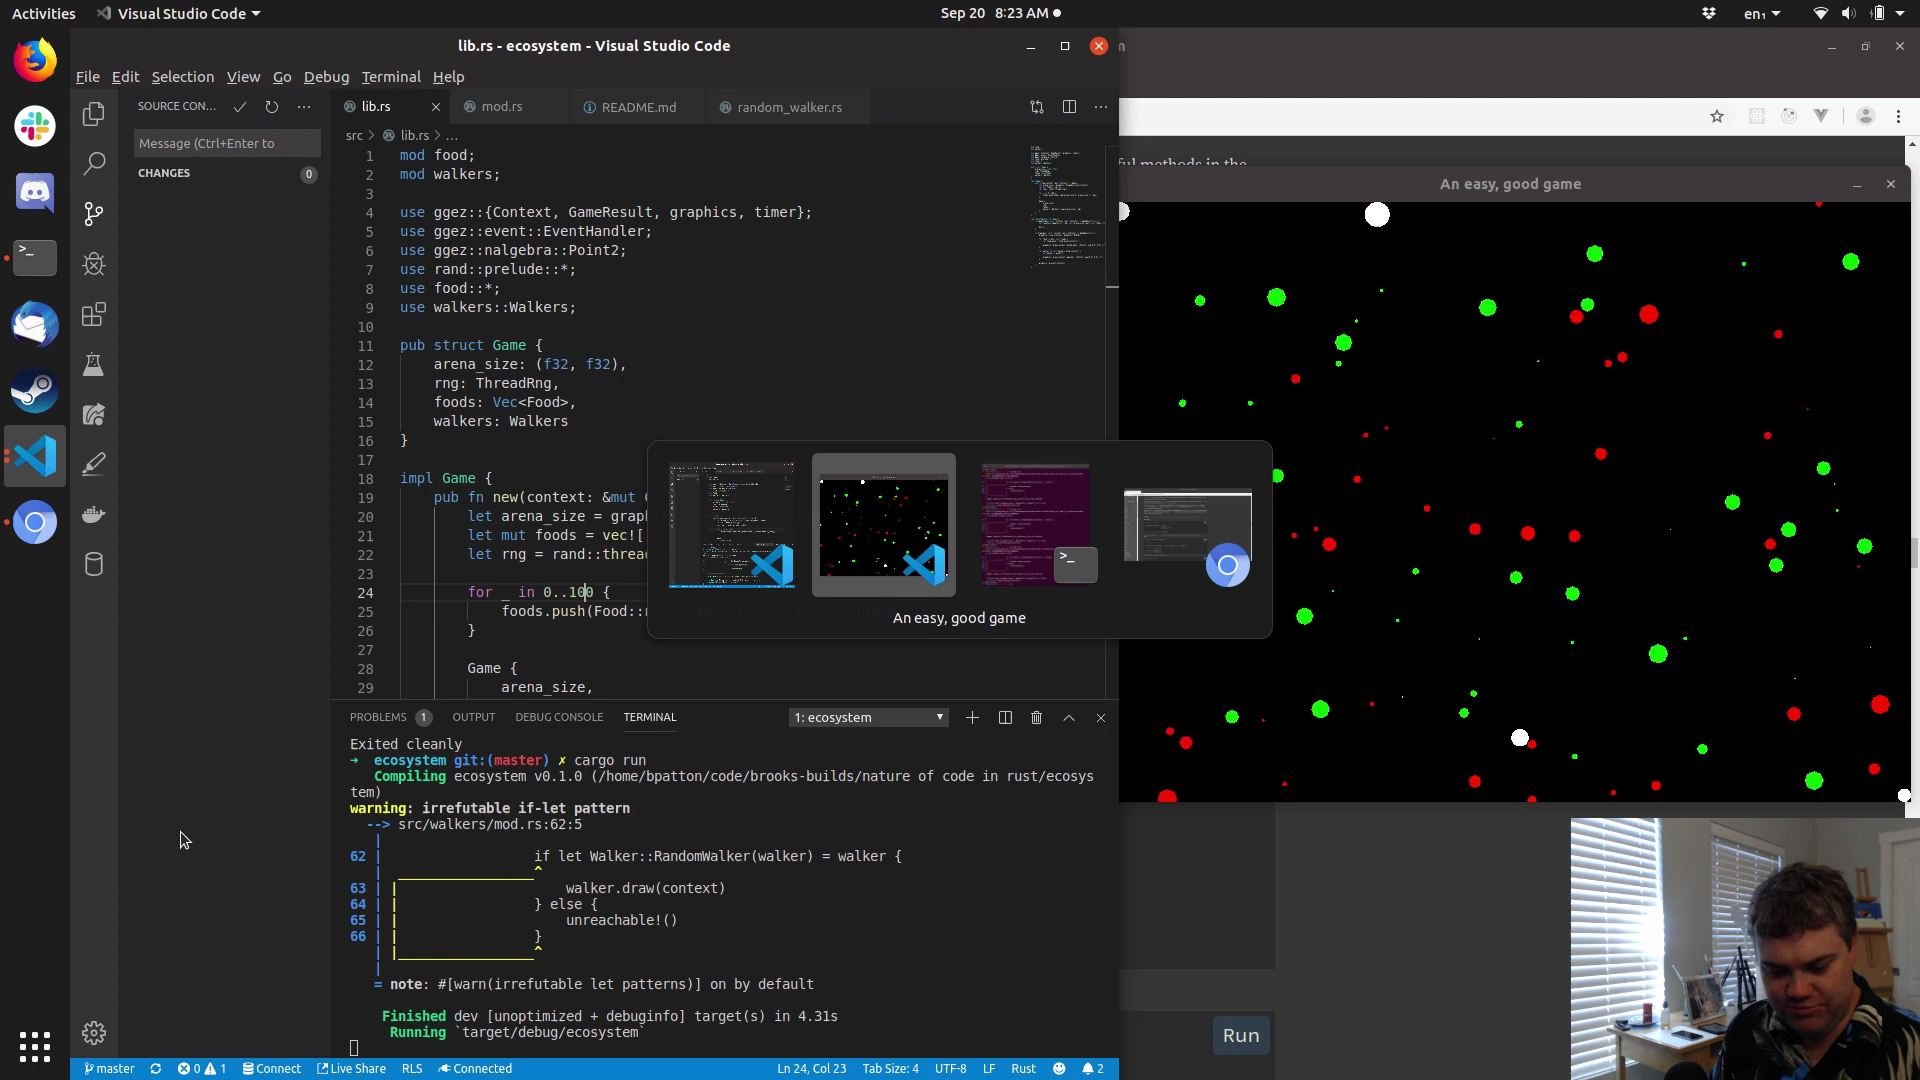 Activities Visual Studio Code Sep 20 8:23 AM en₁
lib.rs - ecosystem - Visual Studio Code
File Edit Selection View Go Debug Terminal Help
SOURCE CON...
Message (Ctrl+Enter to
CHANGES 0
lib.rs mod.rs README.md random_walker.rs
src > lib.rs > ...
1 mod food;
2 mod walkers;
3
4 use ggez::{Context, GameResult, graphics, timer};
5 use ggez::event::EventHandler;
6 use ggez::nalgebra::Point2;
7 use rand::prelude::*;
8 use food::*;
9 use walkers::Walkers;
10
11 pub struct Game {
12 arena_size: (f32, f32),
13 rng: ThreadRng,
14 foods: Vec<Food>,
15 walkers: Walkers
16 }
17
18 impl Game {
19 pub fn new(context: &mut
20 let arena_size = grap
21 let mut foods = vec![
22 let rng = rand::threa
23
24 for _ in 0..100 {
25 foods.push(Food::
26 }
27
28 Game {
29 arena_size,
methods in the
An easy, good game
An easy, good game
PROBLEMS 1 OUTPUT DEBUG CONSOLE TERMINAL 1: ecosystem
Exited cleanly
→ ecosystem git:(master) ✗ cargo run
Compiling ecosystem v0.1.0 (/home/bpatton/code/brooks-builds/nature of code in rust/ecosys
tem)
warning: irrefutable if-let pattern
--> src/walkers/mod.rs:62:5
|
62 | if let Walker::RandomWalker(walker) = walker {
| ________________^
63 | | walker.draw(context)
64 | | } else {
65 | | unreachable!()
66 | | }
| |________________^
|
= note: #[warn(irrefutable let patterns)] on by default
Finished dev [unoptimized + debuginfo] target(s) in 4.31s
Running `target/debug/ecosystem`
Run
master 0 1 Connect Live Share RLS Connected Ln 24, Col 23 Tab Size: 4 UTF-8 LF Rust 2